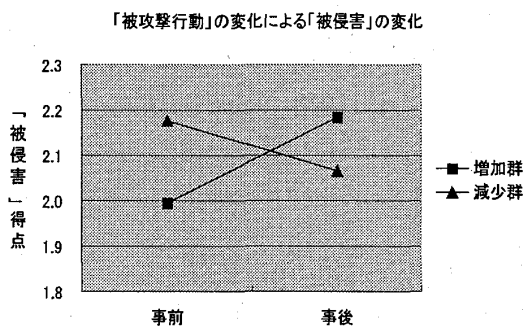 「被攻撃行動」の変化による「被侵害」の変化
「被侵害」得点
2.3
2.2
2.1
2.0
1.9
1.8
事前
事後
増加群
減少群